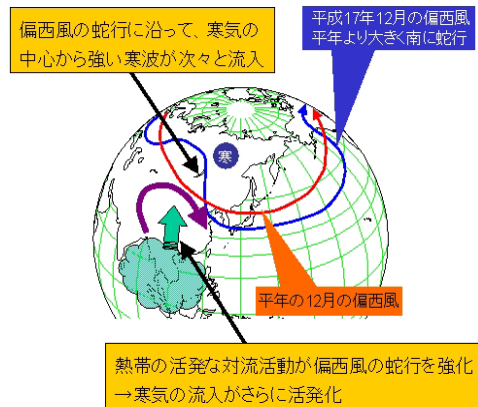 偏西風の蛇行に沿って、寒気の
中心から強い寒波が次々と流入
平成17年12月の偏西風
平年より大きく南に蛇行
寒
平年の12月の偏西風
熱帯の活発な対流活動が偏西風の蛇行を強化
→寒気の流入がさらに活発化